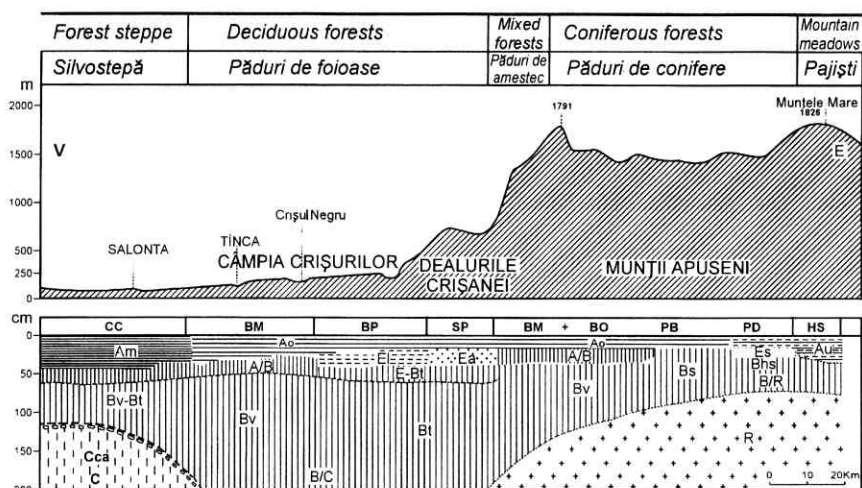 Forest steppe Deciduous forests Mixed forests Coniferous forests Mountain meadows
Silvostepă Păduri de foioase Păduri de amestec Păduri de conifere Pajişti
m
2000
1500
1000
500
250
0
V
E
1791
Muntele Mare
1826
SALONTA
TINCA
Crişul Negru
CÂMPIA CRIŞURILOR
DEALURILE
CRIŞANEI
MUNŢII APUSENI
cm
CC BM BP SP BM + BO PB PD HS
0
50
100
150
200
Ao Ao
Am El Ea A/B Es Au
A/B E-Bt Bs Bhs
Bv-Bt Bv Bt Bv B/R
Cca
C
B/C
R
0 10 20Km